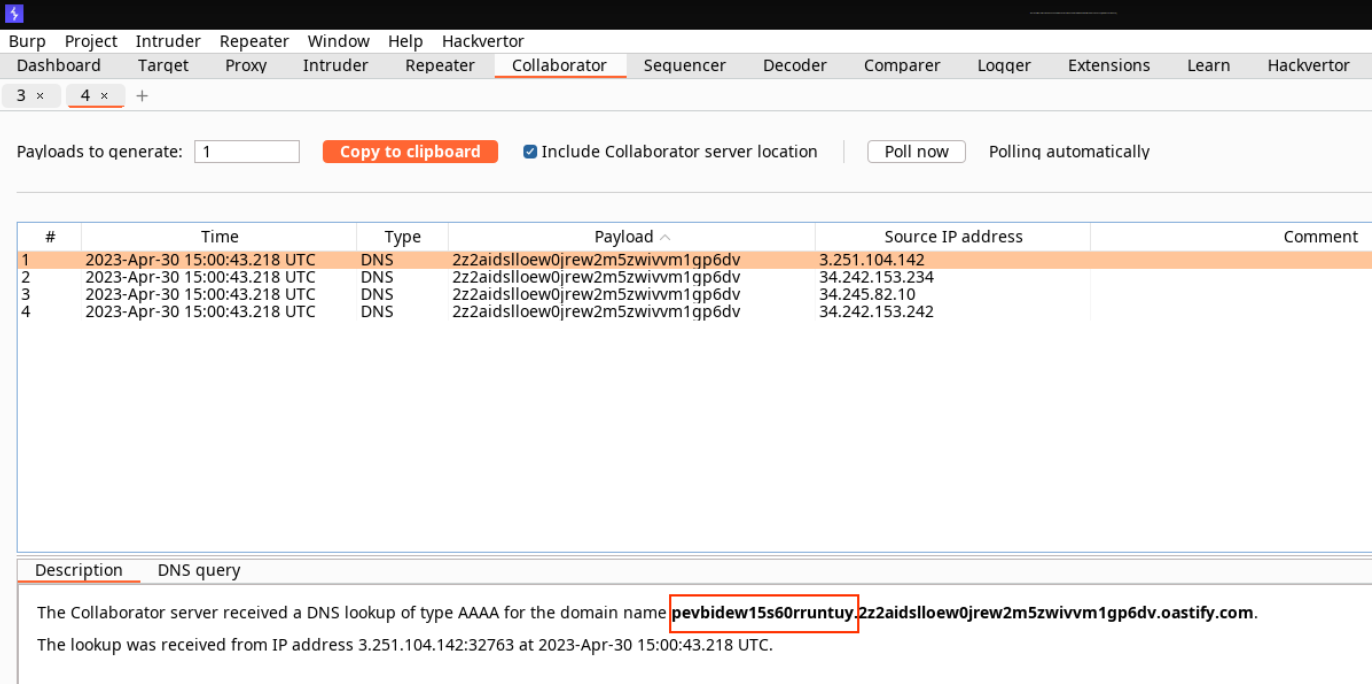 Burp Project Intruder Repeater Window Help Hackvertor
Dashboard Target Proxy Intruder Repeater Collaborator Sequencer Decoder Comparer Logger Extensions Learn Hackvertor
3 × 4 × +
Payloads to generate: 1 Copy to clipboard Include Collaborator server location Poll now Polling automatically
# Time Type Payload Source IP address Comment
1 2023-Apr-30 15:00:43.218 UTC DNS 2z2aidslloew0jrew2m5zwivvm1gp6dv 3.251.104.142
2 2023-Apr-30 15:00:43.218 UTC DNS 2z2aidslloew0jrew2m5zwivvm1gp6dv 34.242.153.234
3 2023-Apr-30 15:00:43.218 UTC DNS 2z2aidslloew0jrew2m5zwivvm1gp6dv 34.245.82.10
4 2023-Apr-30 15:00:43.218 UTC DNS 2z2aidslloew0jrew2m5zwivvm1gp6dv 34.242.153.242
Description DNS query
The Collaborator server received a DNS lookup of type AAAA for the domain name pevbidew15s60rruntuy.2z2aidslloew0jrew2m5zwivvm1gp6dv.oastify.com.
The lookup was received from IP address 3.251.104.142:32763 at 2023-Apr-30 15:00:43.218 UTC.